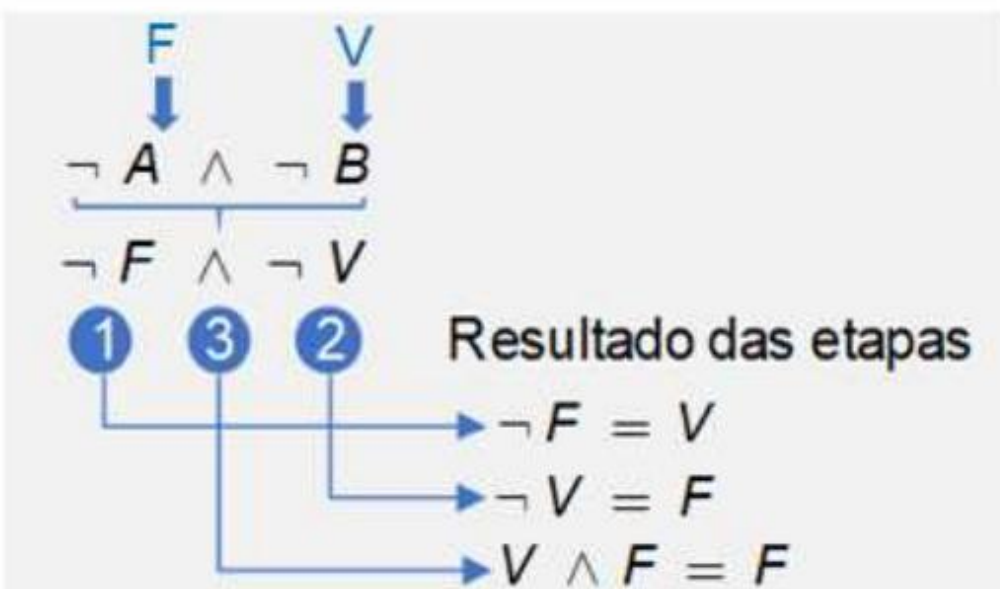 F V
¬ A ∧ ¬ B
¬ F ∧ ¬ V
1 3 2 Resultado das etapas
¬ F = V
¬ V = F
V ∧ F = F